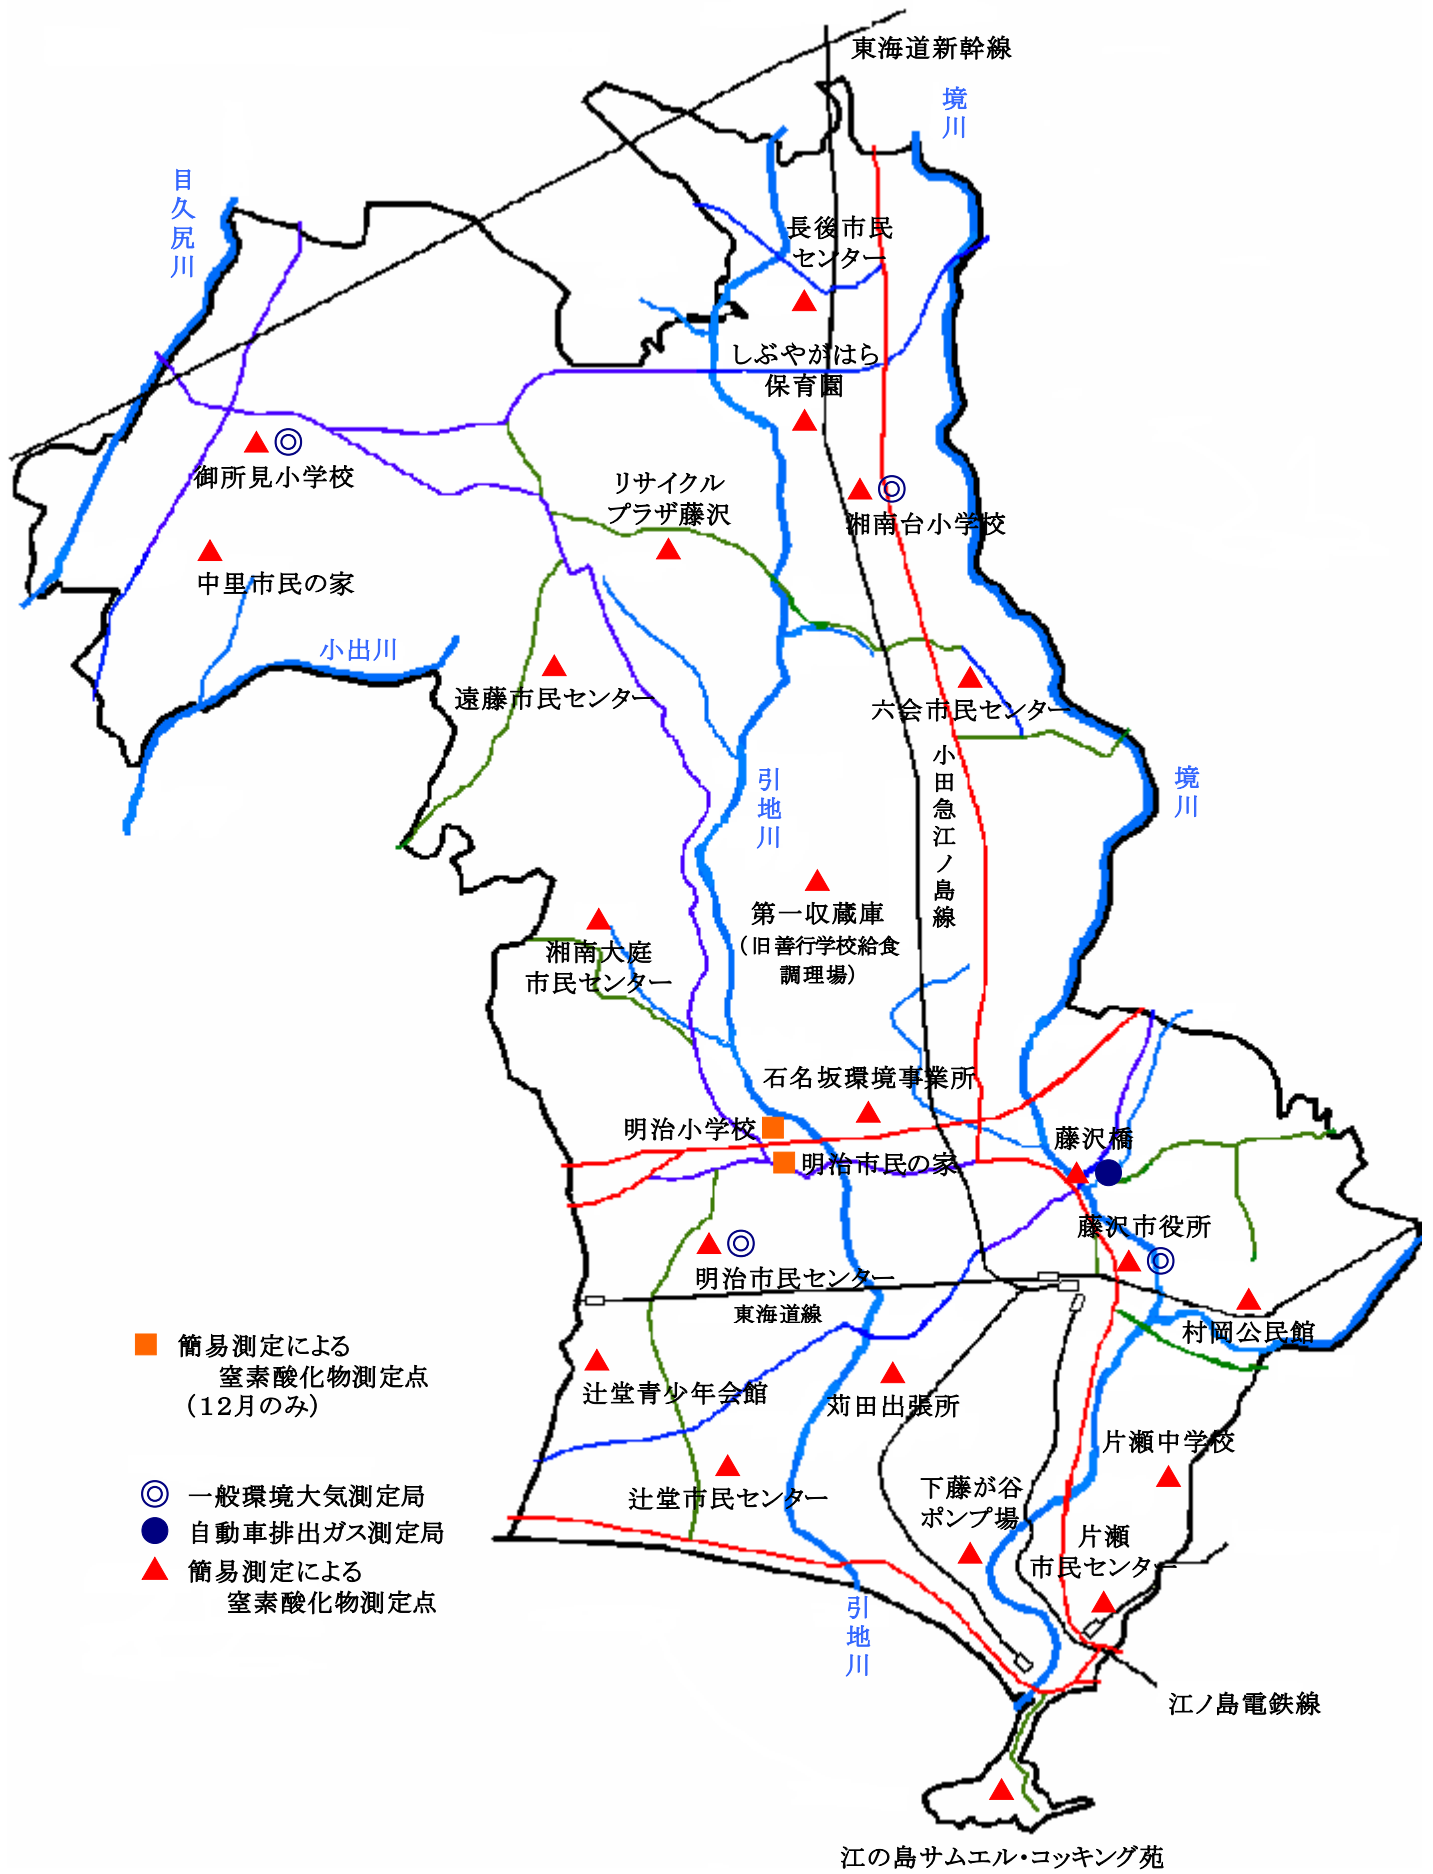 東海道新幹線
境川
目久尻川
長後市民
センター
しぶやがはら
保育園
御所見小学校
リサイクル
プラザ藤沢
湘南台小学校
中里市民の家
小出川
遠藤市民センター
六会市民センター
小田急江ノ島線
引地川
境川
第一収蔵庫
（旧善行学校給食
調理場）
湘南大庭
市民センター
石名坂環境事業所
明治小学校
藤沢橋
明治市民の家
藤沢市役所
明治市民センター
東海道線
村岡公民館
簡易測定による
窒素酸化物測定点
（12月のみ）
辻堂青少年会館
苅田出張所
片瀬中学校
一般環境大気測定局
辻堂市民センター
下藤が谷
ポンプ場
自動車排出ガス測定局
片瀬
市民センター
簡易測定による
窒素酸化物測定点
引地川
江ノ島電鉄線
江の島サムエル・コッキング苑